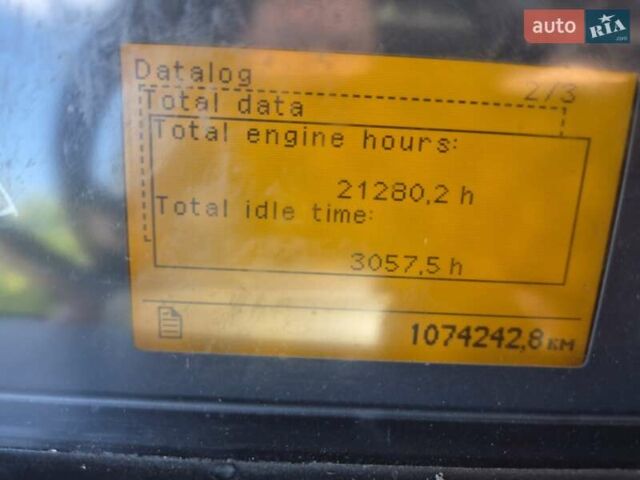 auto RIA.com
Datalog 2/3
Total data
Total engine hours:
21280,2 h
Total idle time:
3057,5 h
1074242,8 км